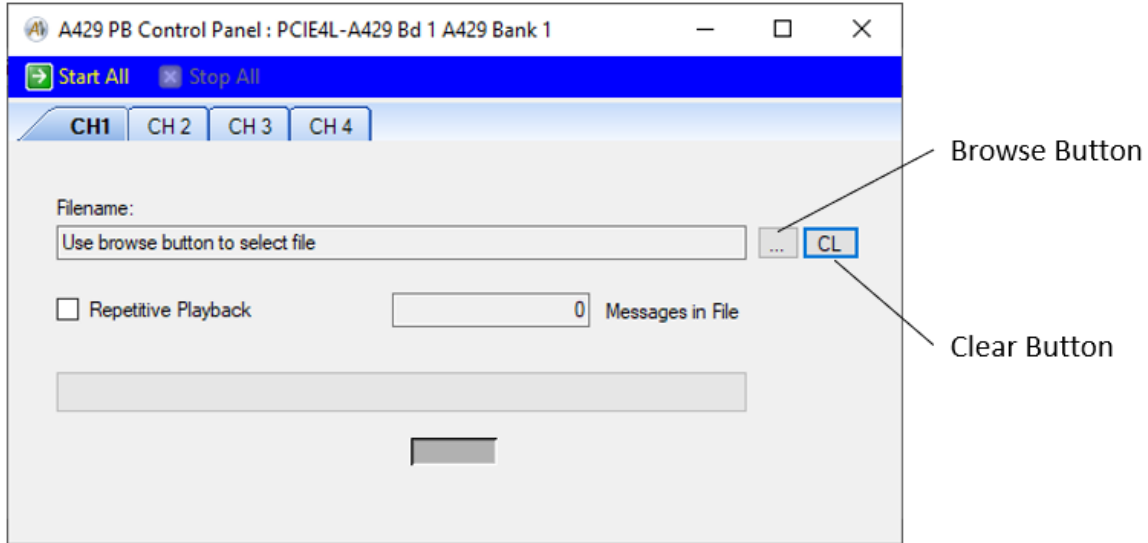 A429 PB Control Panel : PCIE4L-A429 Bd 1 A429 Bank 1
Start All Stop All
CH1 CH 2 CH 3 CH 4
Browse Button
Filename:
Use browse button to select file ... CL
Repetitive Playback 0 Messages in File
Clear Button